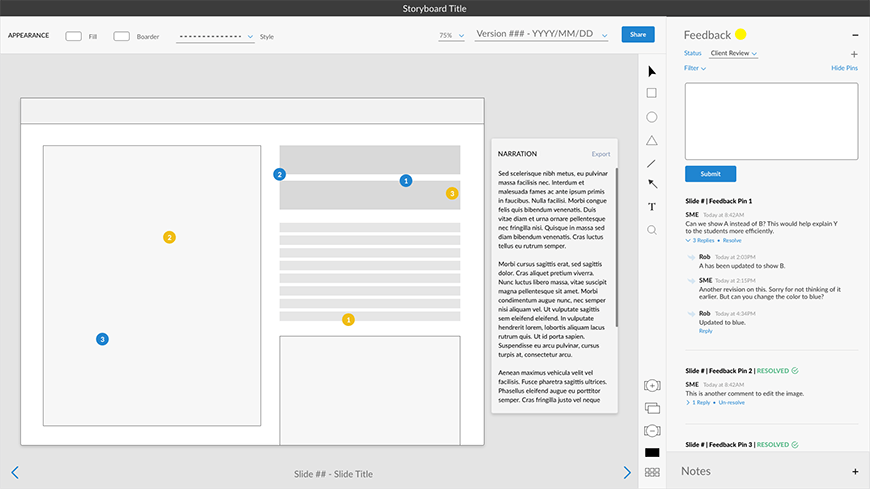 Storyboard Title
APPEARANCE
Fill
Boarder
Style
75%
Version ### - YYYY/MM/DD
Share
2
1
3
2
3
1
NARRATION
Export
Sed scelerisque nibh metus, eu pulvinar
massa facilisis nec. Interdum et
malesuada fames ac ante ipsum primis
in faucibus. Nulla facilisi. Morbi congue
felis quis bibendum venenatis. Duis
vitae diam et urna ornare pellentesque
nec fringilla nisi. Quisque in massa sed
diam bibendum venenatis. Cras luctus
tellus eu rutrum semper.
Morbi cursus sagittis erat, sed sagittis
dolor. Cras aliquet pretium viverra.
Nunc luctus libero massa, vitae suscipit
magna pellentesque sit amet. Morbi
condimentum augue nunc, nec semper
nisi aliquam vel. Ut vulputate sagittis
sem eleifend eleifend. In vulputate
hendrerit lorem, lobortis aliquam lacus
rutrum quis. Ut id porta sapien.
Suspendisse eu arcu pulvinar, cursus
turpis at, consectetur arcu.
Aenean maximus vehicula velit vel
facilisis. Fusce pharetra sagittis ultrices.
Phasellus eleifend augue eu porttitor
semper. Cras fringilla justo vel neque
T
Slide ## - Slide Title
Feedback
Status
Client Review
Filter
Hide Pins
Submit
Slide # | Feedback Pin 1
SME Today at 8:42AM
Can we show A instead of B? This would help explain Y
to the students more efficiently.
3 Replies • Resolve
Rob Today at 2:03PM
A has been updated to show B.
SME Today at 2:15PM
Another revision on this. Sorry for not thinking of it
earlier. But can you change the color to blue?
Rob Today at 4:34PM
Updated to blue.
Reply
Slide # | Feedback Pin 2 | RESOLVED
SME Today at 8:42AM
This is another comment to edit the image.
1 Reply • Un-resolve
Slide # | Feedback Pin 3 | RESOLVED
Notes